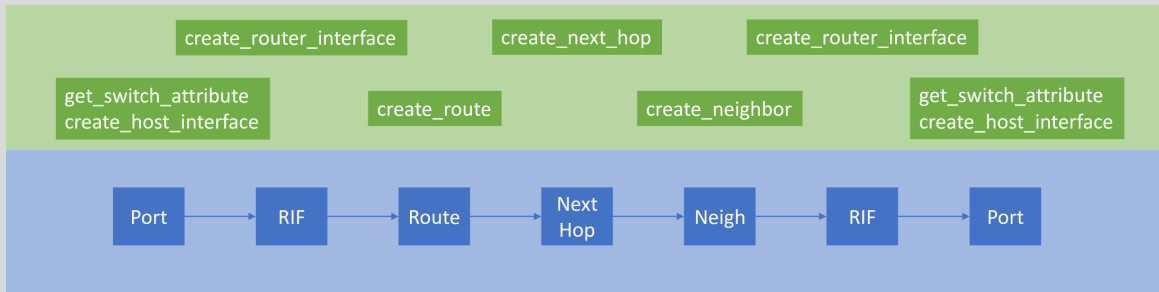 create_router_interface
create_next_hop
create_router_interface
get_switch_attribute
create_host_interface
create_route
create_neighbor
get_switch_attribute
create_host_interface
Port
RIF
Route
Next
Hop
Neigh
RIF
Port